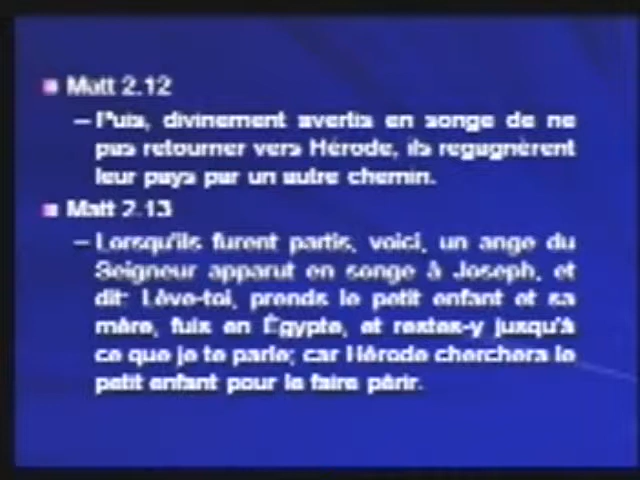 Matt 2.12
– Puis, divinement avertis en songe de ne
pas retourner vers Hérode, ils regagnèrent
leur pays par un autre chemin.
Matt 2.13
– Lorsqu'ils furent partis, voici, un ange du
Seigneur apparut en songe à Joseph, et
dit: Lève-toi, prends le petit enfant et sa
mère, fuis en Égypte, et restes-y jusqu'à
ce que je te parle; car Hérode cherchera le
petit enfant pour le faire périr.